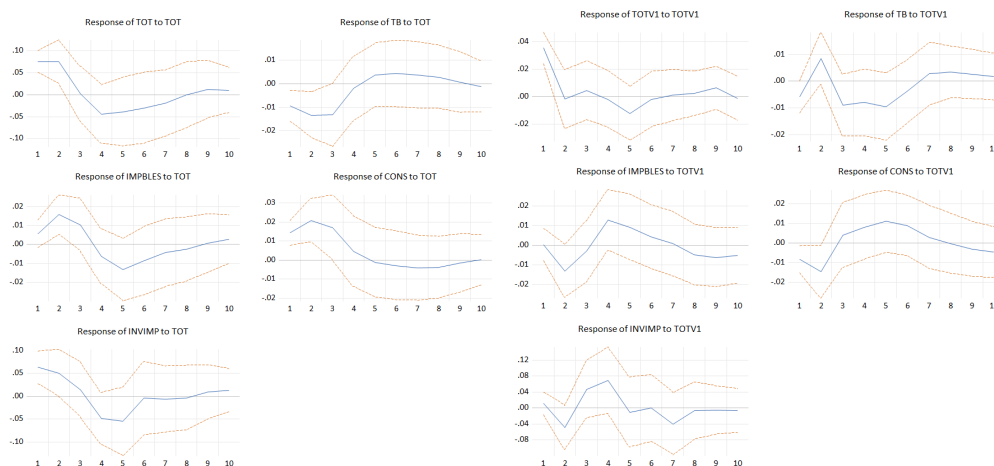 Response of TOT to TOT
.10
.05
.00
-.05
-.10
1 2 3 4 5 6 7 8 9 10
Response of TB to TOT
.01
.00
-.01
-.02
1 2 3 4 5 6 7 8 9 10
Response of TOTV1 to TOTV1
.04
.02
.00
-.02
1 2 3 4 5 6 7 8 9 10
Response of TB to TOTV1
.01
.00
-.01
-.02
1 2 3 4 5 6 7 8 9 10
Response of IMPBLES to TOT
.02
.01
.00
-.01
-.02
1 2 3 4 5 6 7 8 9 10
Response of CONS to TOT
.03
.02
.01
.00
-.01
-.02
1 2 3 4 5 6 7 8 9 10
Response of IMPBLES to TOTV1
.02
.01
.00
-.01
-.02
1 2 3 4 5 6 7 8 9 10
Response of CONS to TOTV1
.02
.01
.00
-.01
-.02
1 2 3 4 5 6 7 8 9 10
Response of INVIMP to TOT
.10
.05
.00
-.05
-.10
1 2 3 4 5 6 7 8 9 10
Response of INVIMP to TOTV1
.12
.08
.04
.00
-.04
-.08
1 2 3 4 5 6 7 8 9 10